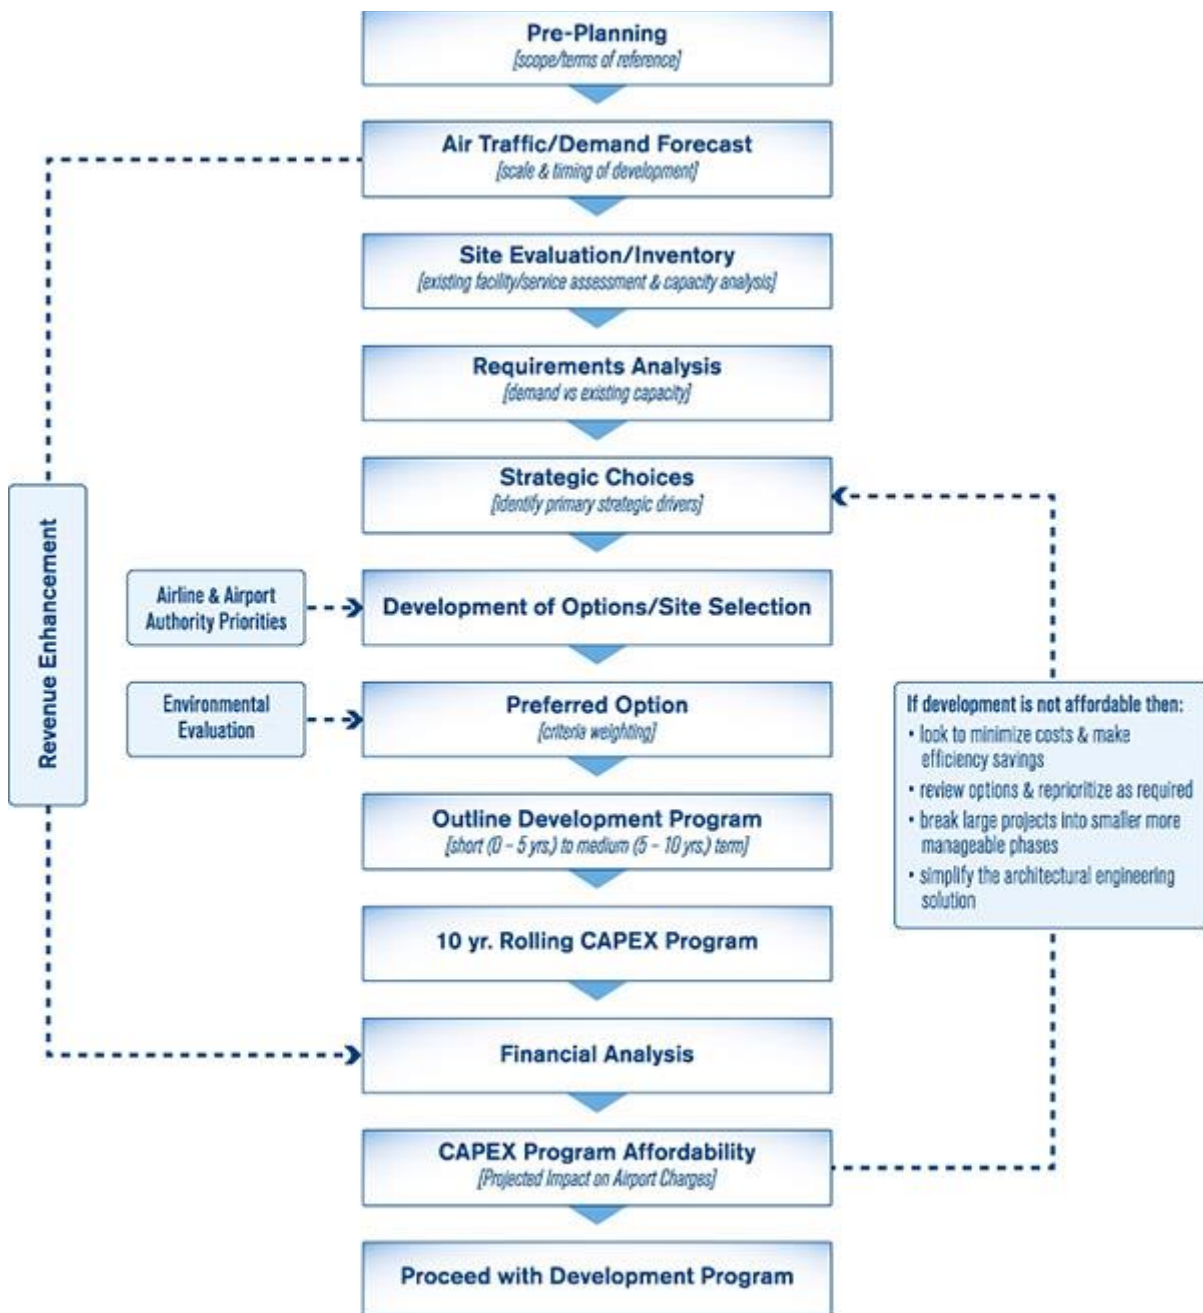 Pre-Planning
[scope/terms of reference]
Air Traffic/Demand Forecast
[scale & timing of development]
Site Evaluation/Inventory
[existing facility/service assessment & capacity analysis]
Requirements Analysis
[demand vs existing capacity]
Strategic Choices
[identify primary strategic drivers]
Revenue Enhancement
Airline & Airport
Authority Priorities
Development of Options/Site Selection
Environmental
Evaluation
Preferred Option
[criteria weighting]
If development is not affordable then:
• look to minimize costs & make
efficiency savings
• review options & reprioritize as required
• break large projects into smaller more
manageable phases
• simplify the architectural engineering
solution
Outline Development Program
[short (0 – 5 yrs.) to medium (5 – 10 yrs.) term]
10 yr. Rolling CAPEX Program
Financial Analysis
CAPEX Program Affordability
[Projected Impact on Airport Charges]
Proceed with Development Program